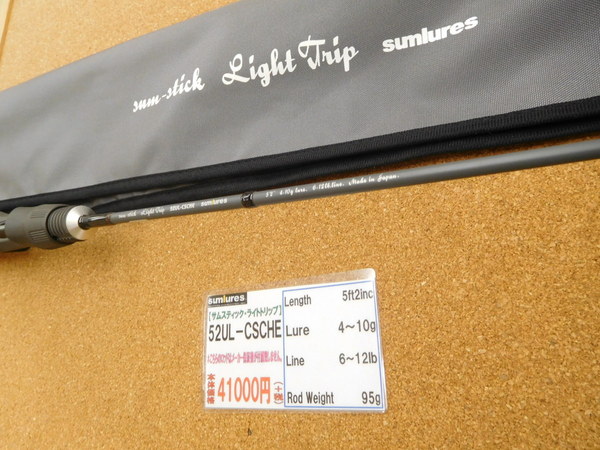 sum-stick Light Trip sumlures
sum-stick Light Trip 52UL-CSCHE sumlures 4-10g lure. 6-12lb.line. Made in Japan.
sumlures
【サムスティック・ライトトリップ】
52UL-CSCHE
本体価格 41000円(+税)
Length 5ft2inc
Lure 4~10g
Line 6~12lb
Rod Weight 95g